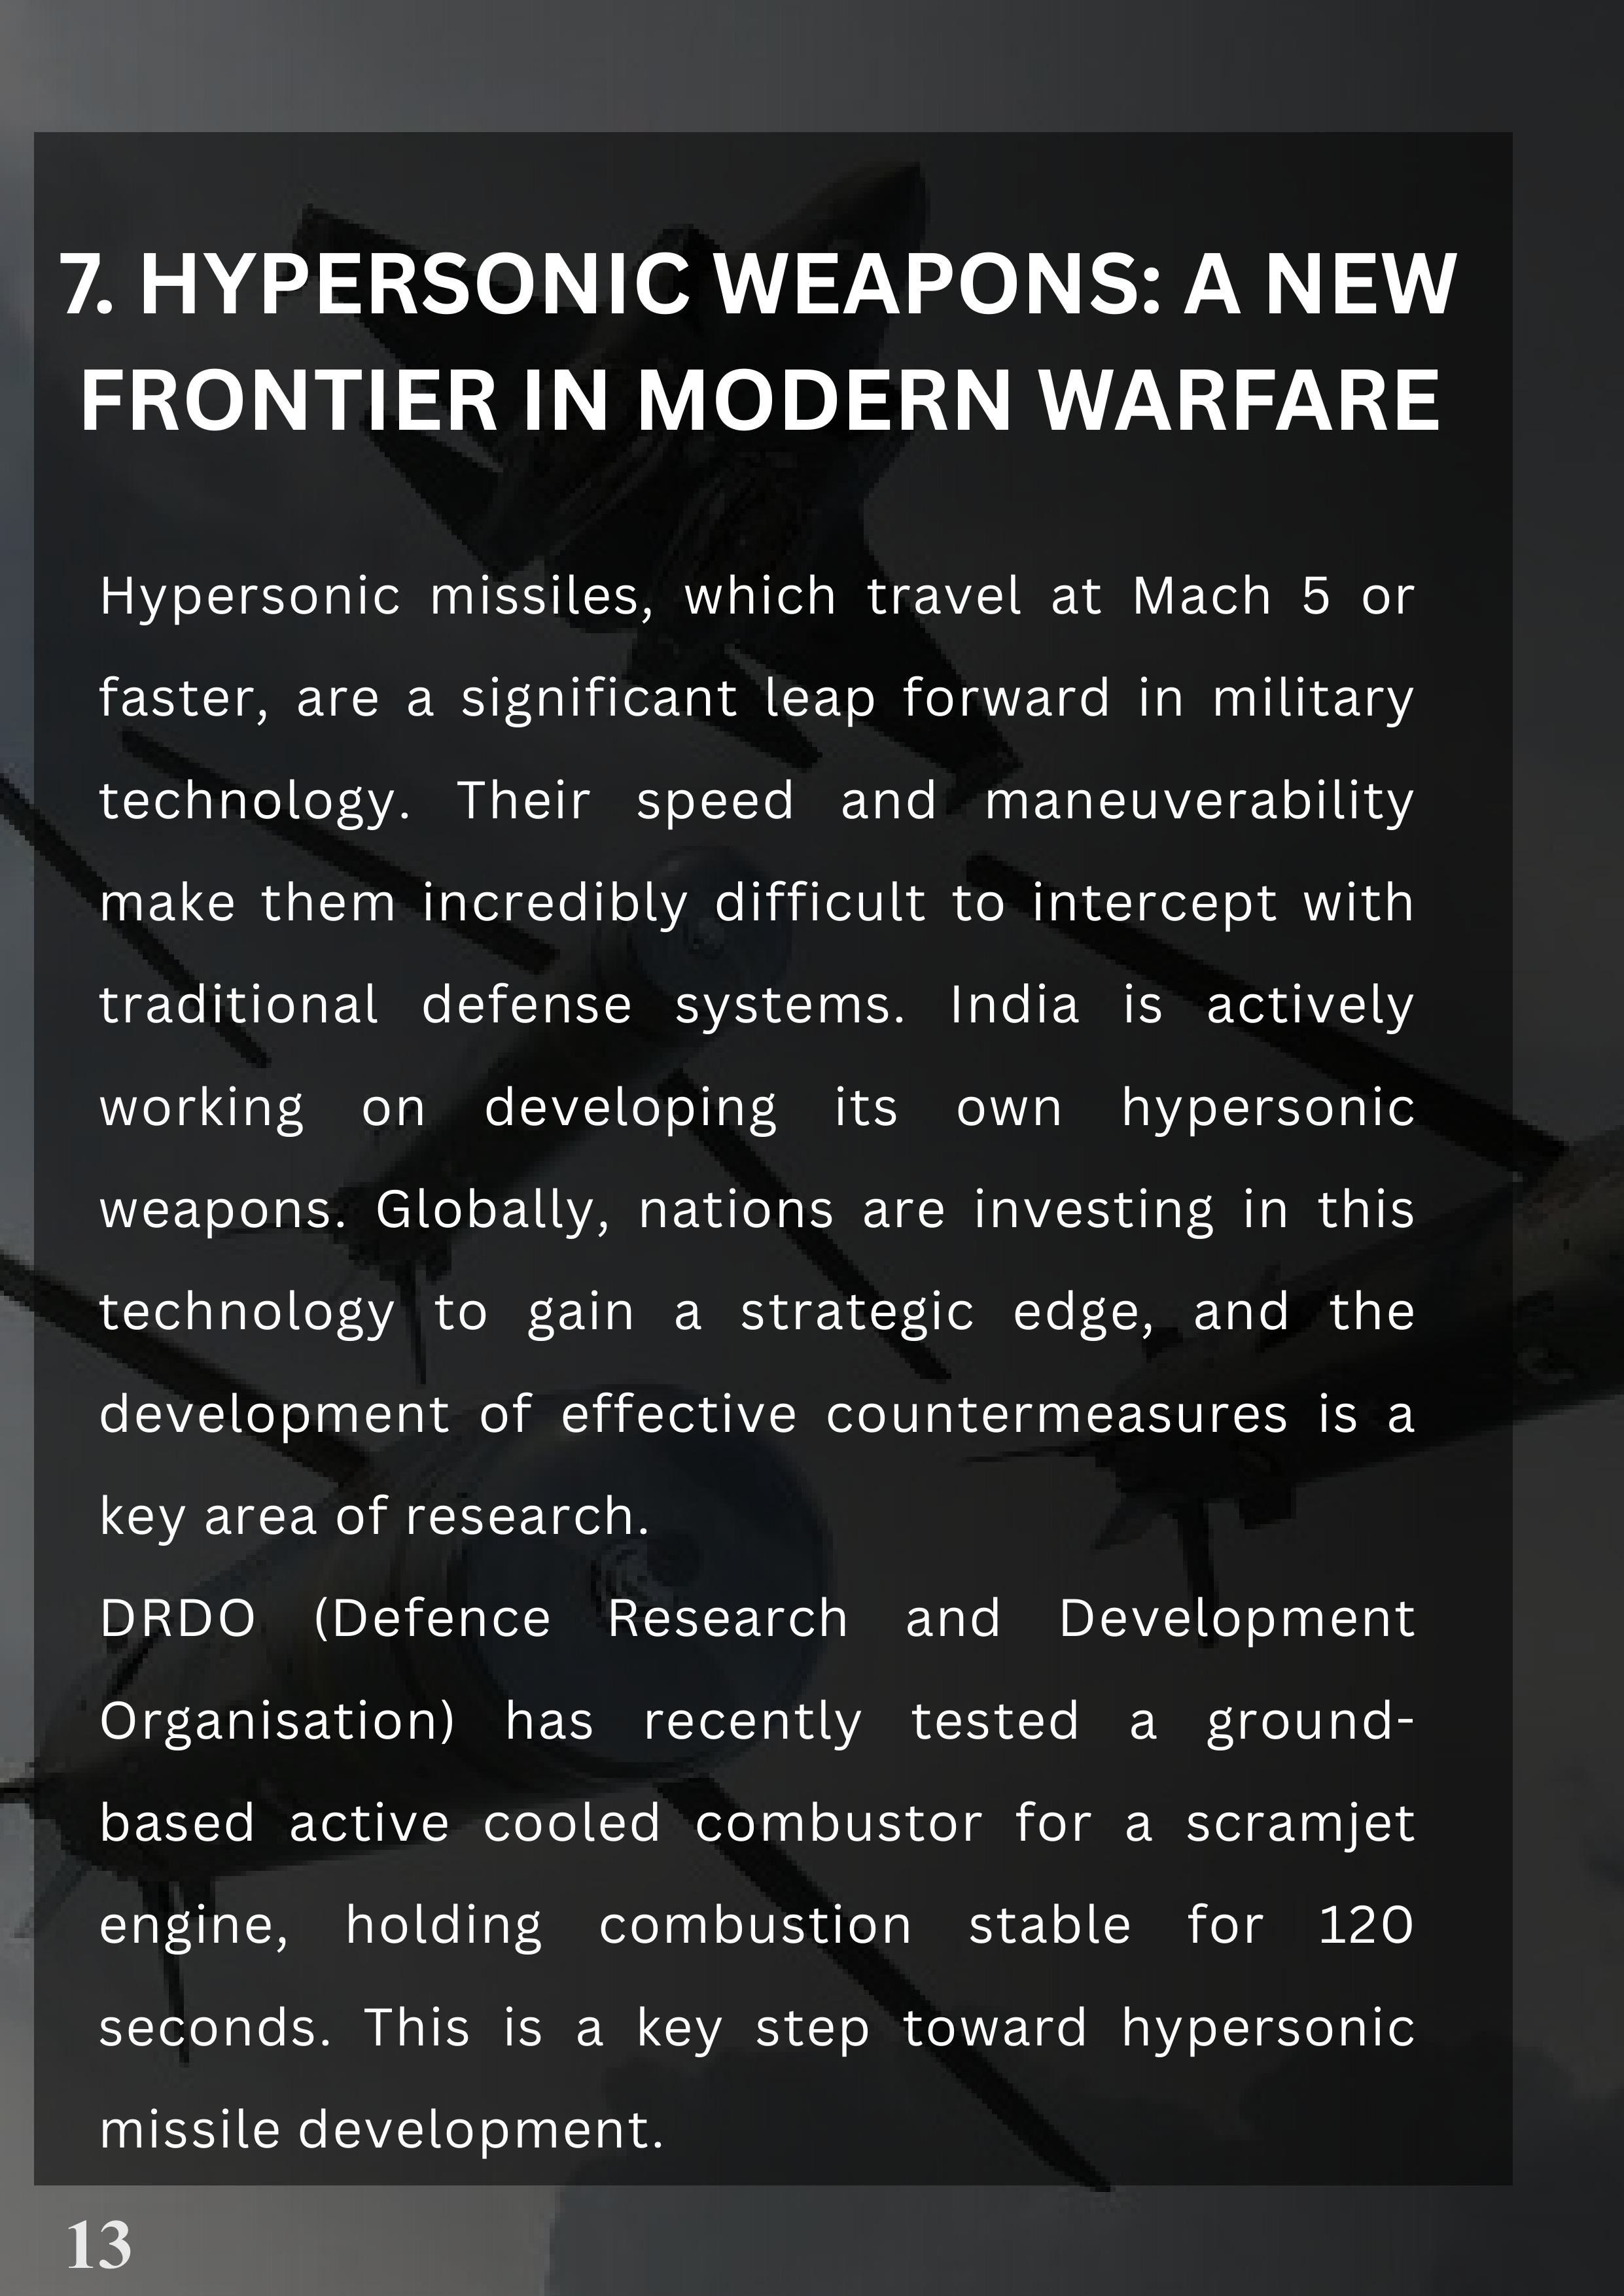 7. HYPERSONIC WEAPONS: A NEW
FRONTIER IN MODERN WARFARE
Hypersonic missiles, which travel at Mach 5 or
faster, are a significant leap forward in military
technology. Their speed and maneuverability
make them incredibly difficult to intercept with
traditional defense systems. India is actively
working on developing its own hypersonic
weapons. Globally, nations are investing in this
technology to gain a strategic edge, and the
development of effective countermeasures is a
key area of research.
DRDO (Defence Research and Development
Organisation) has recently tested a ground-
based active cooled combustor for a scramjet
engine, holding combustion stable for 120
seconds. This is a key step toward hypersonic
missile development.
13